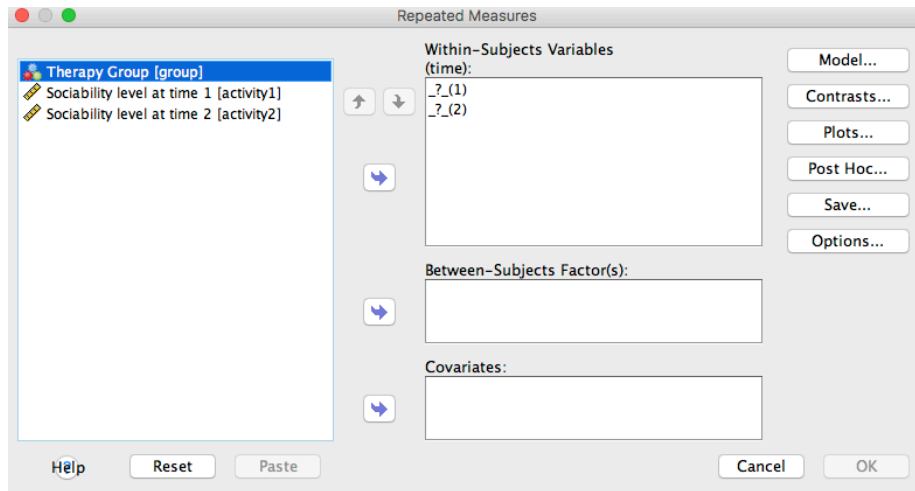 Repeated Measures
Therapy Group [group]
Sociability level at time 1 [activity1]
Sociability level at time 2 [activity2]
Within-Subjects Variables
(time):
_?_(1)
_?_(2)
Between-Subjects Factor(s):
Covariates:
Model...
Contrasts...
Plots...
Post Hoc...
Save...
Options...
Help
Reset
Paste
Cancel
OK